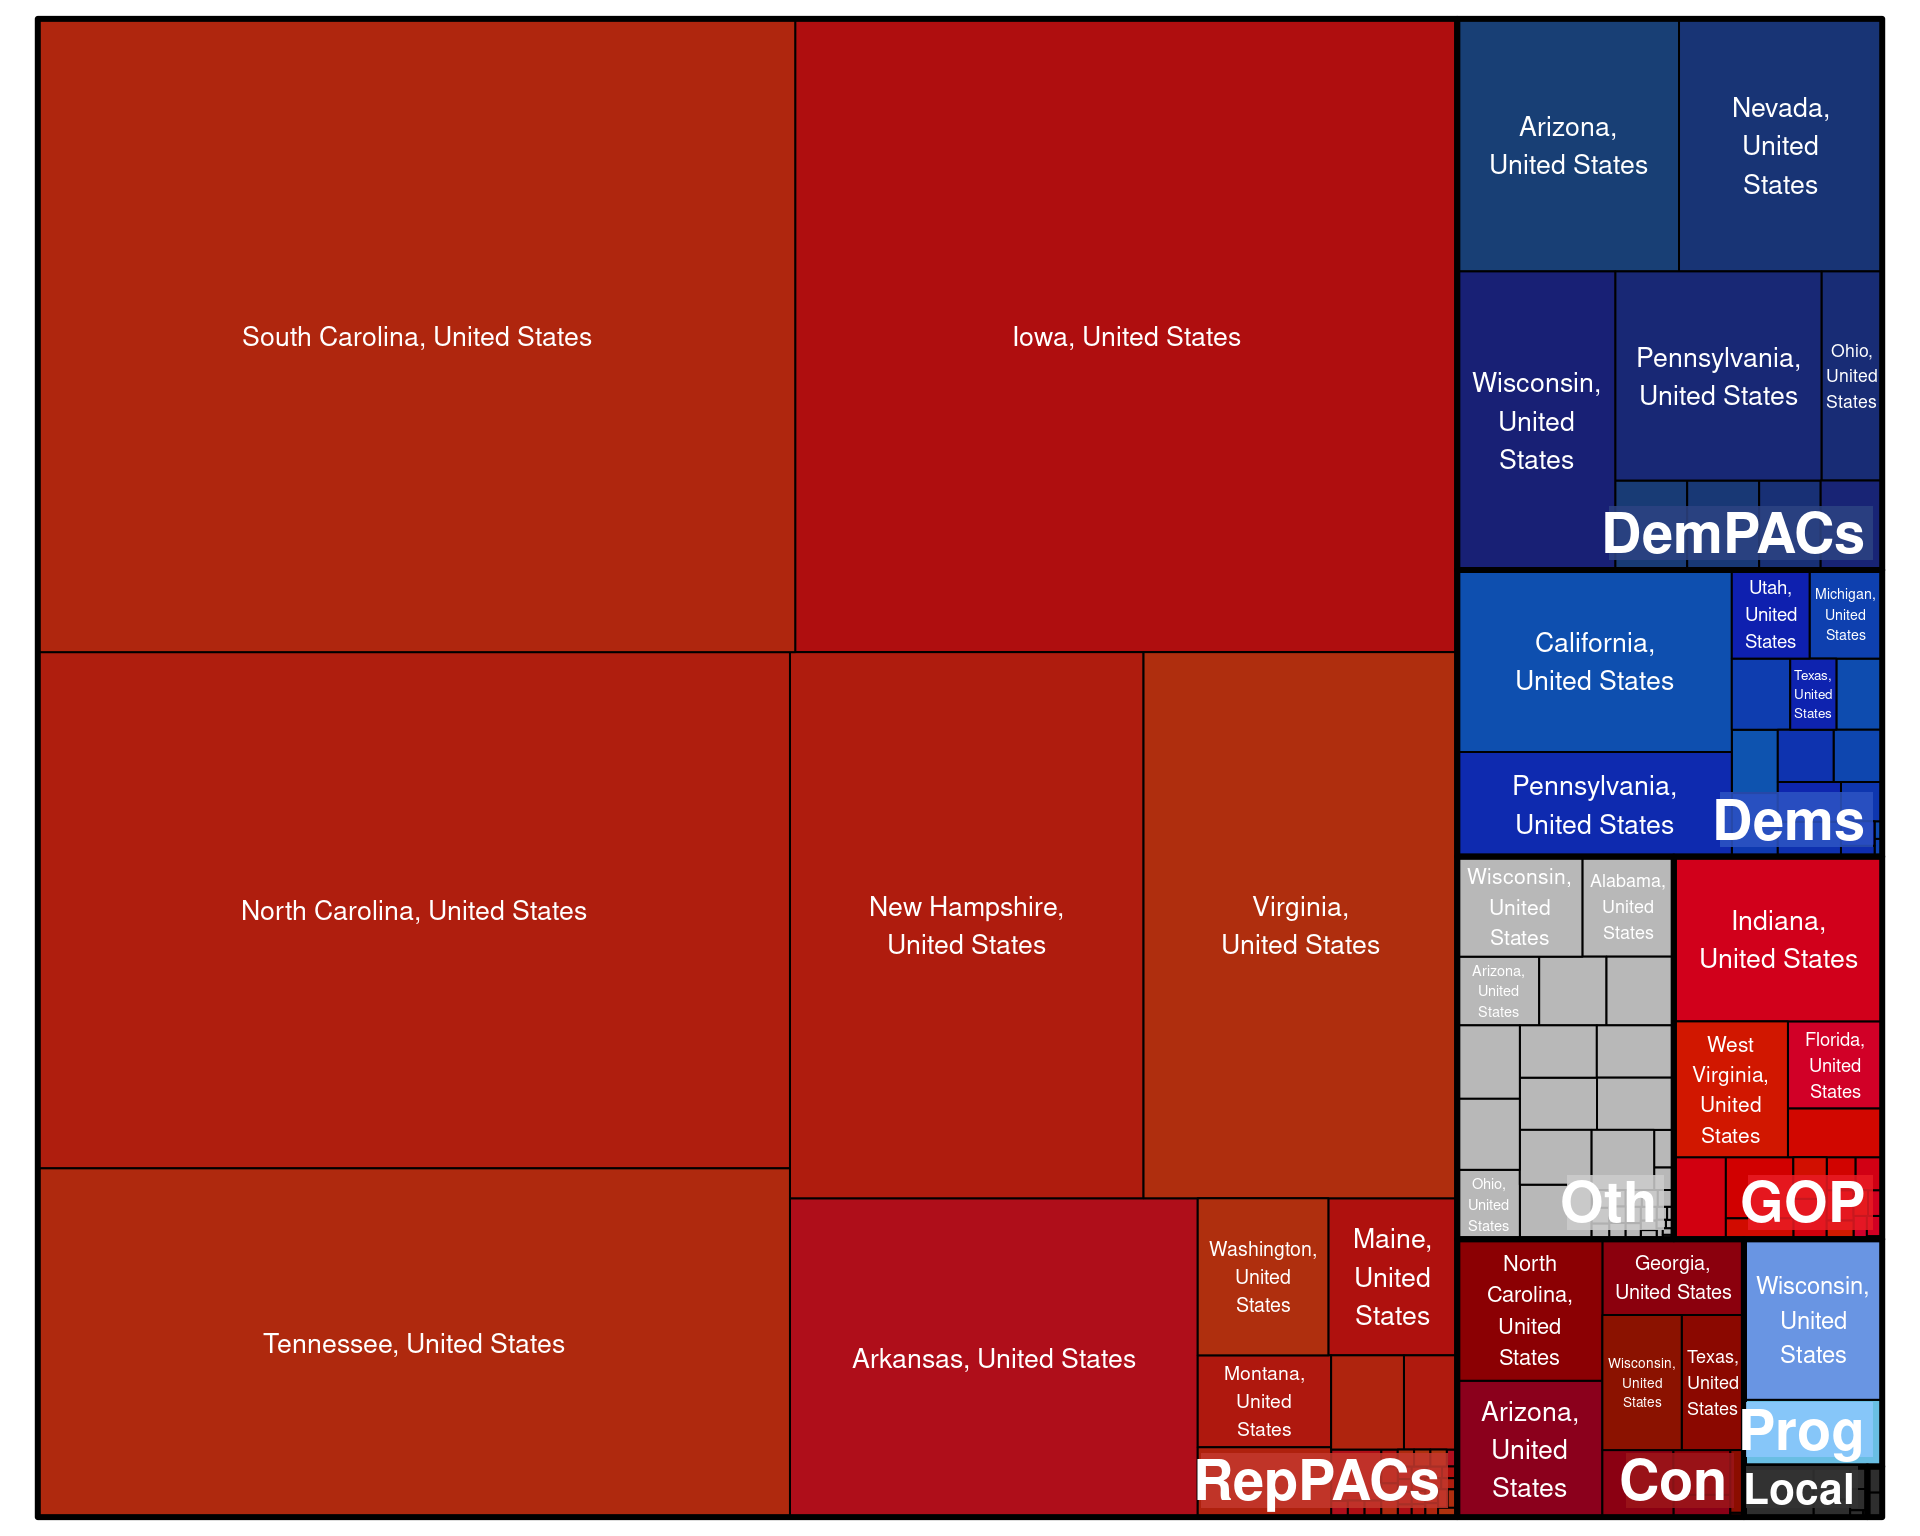 South Carolina, United States
Iowa, United States
North Carolina, United States
New Hampshire,
United States
Virginia,
United States
Tennessee, United States
Arkansas, United States
Washington,
United
States
Maine,
United
States
Montana,
United
States
RepPACs
Arizona,
United States
Nevada,
United
States
Wisconsin,
United
States
Pennsylvania,
United States
Ohio,
United
States
DemPACs
California,
United States
Utah,
United
States
Michigan,
United
States
Texas,
United
States
Pennsylvania,
United States
Dems
Wisconsin,
United
States
Alabama,
United
States
Arizona,
United
States
Ohio,
United
States
Oth
Indiana,
United States
West
Virginia,
United
States
Florida,
United
States
GOP
North
Carolina,
United
States
Georgia,
United States
Wisconsin,
United
States
Texas,
United
States
Arizona,
United
States
Con
Wisconsin,
United
States
Prog
Local